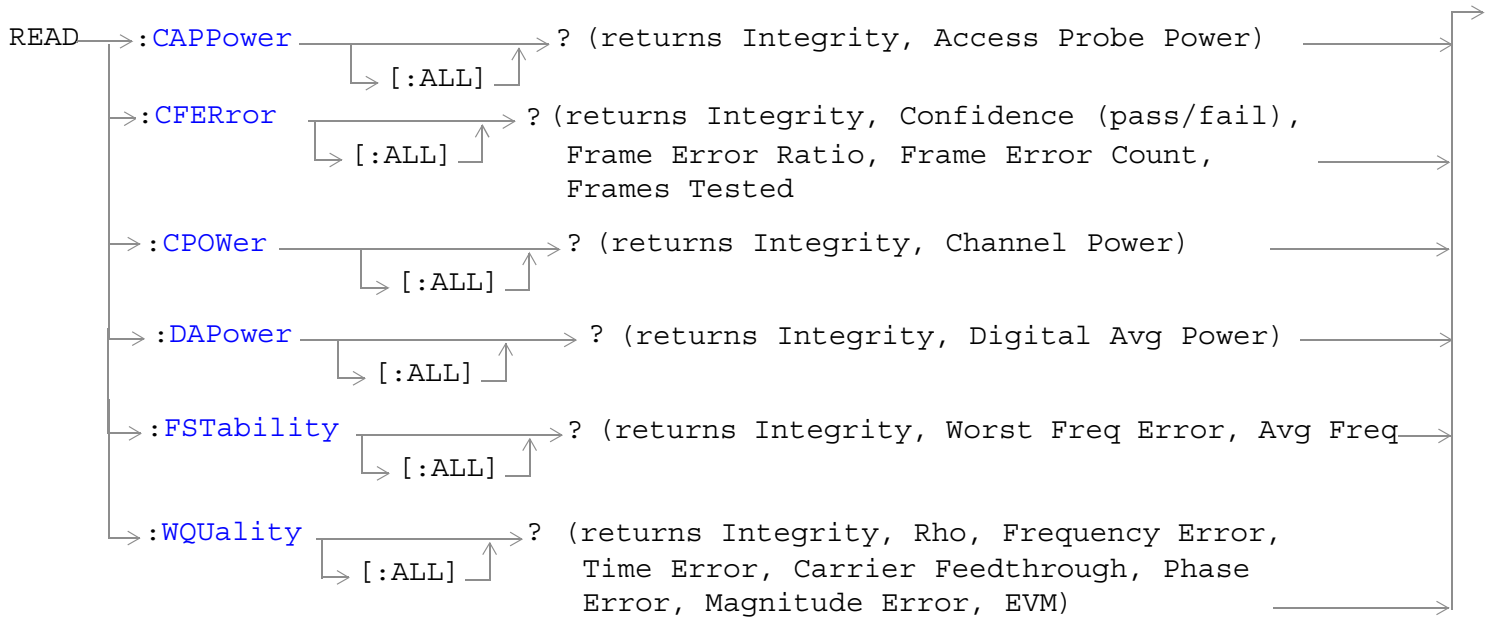 READ :CAPPower ? (returns Integrity, Access Probe Power)
[:ALL]
:CFERror ? (returns Integrity, Confidence (pass/fail),
[:ALL] Frame Error Ratio, Frame Error Count,
Frames Tested
:CPOWer ? (returns Integrity, Channel Power)
[:ALL]
:DAPower ? (returns Integrity, Digital Avg Power)
[:ALL]
:FSTability ? (returns Integrity, Worst Freq Error, Avg Freq
[:ALL]
:WQUality ? (returns Integrity, Rho, Frequency Error,
[:ALL] Time Error, Carrier Feedthrough, Phase
Error, Magnitude Error, EVM)